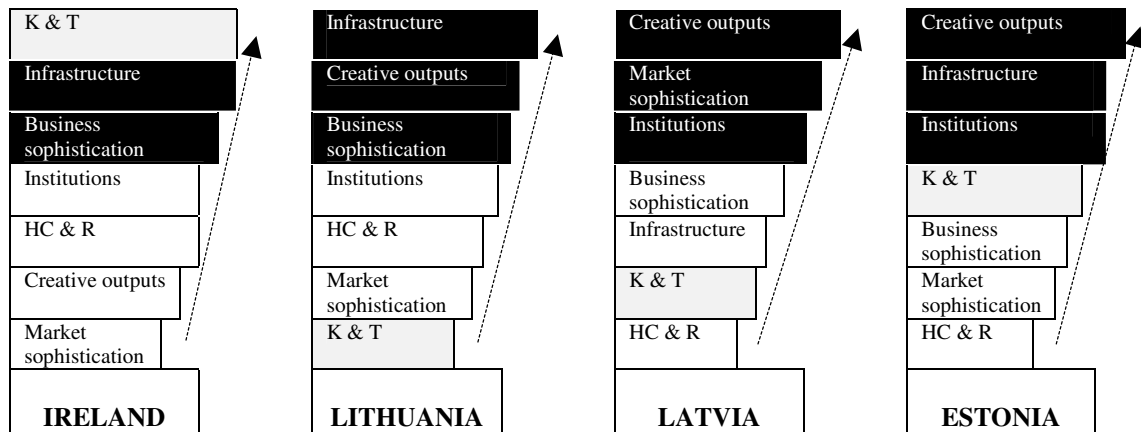 K & T
Infrastructure
Business
sophistication
Institutions
HC & R
Creative outputs
Market
sophistication
IRELAND
Infrastructure
Creative outputs
Business
sophistication
Institutions
HC & R
Market
sophistication
K & T
LITHUANIA
Creative outputs
Market
sophistication
Institutions
Business
sophistication
Infrastructure
K & T
HC & R
LATVIA
Creative outputs
Infrastructure
Institutions
K & T
Business
sophistication
Market
sophistication
HC & R
ESTONIA